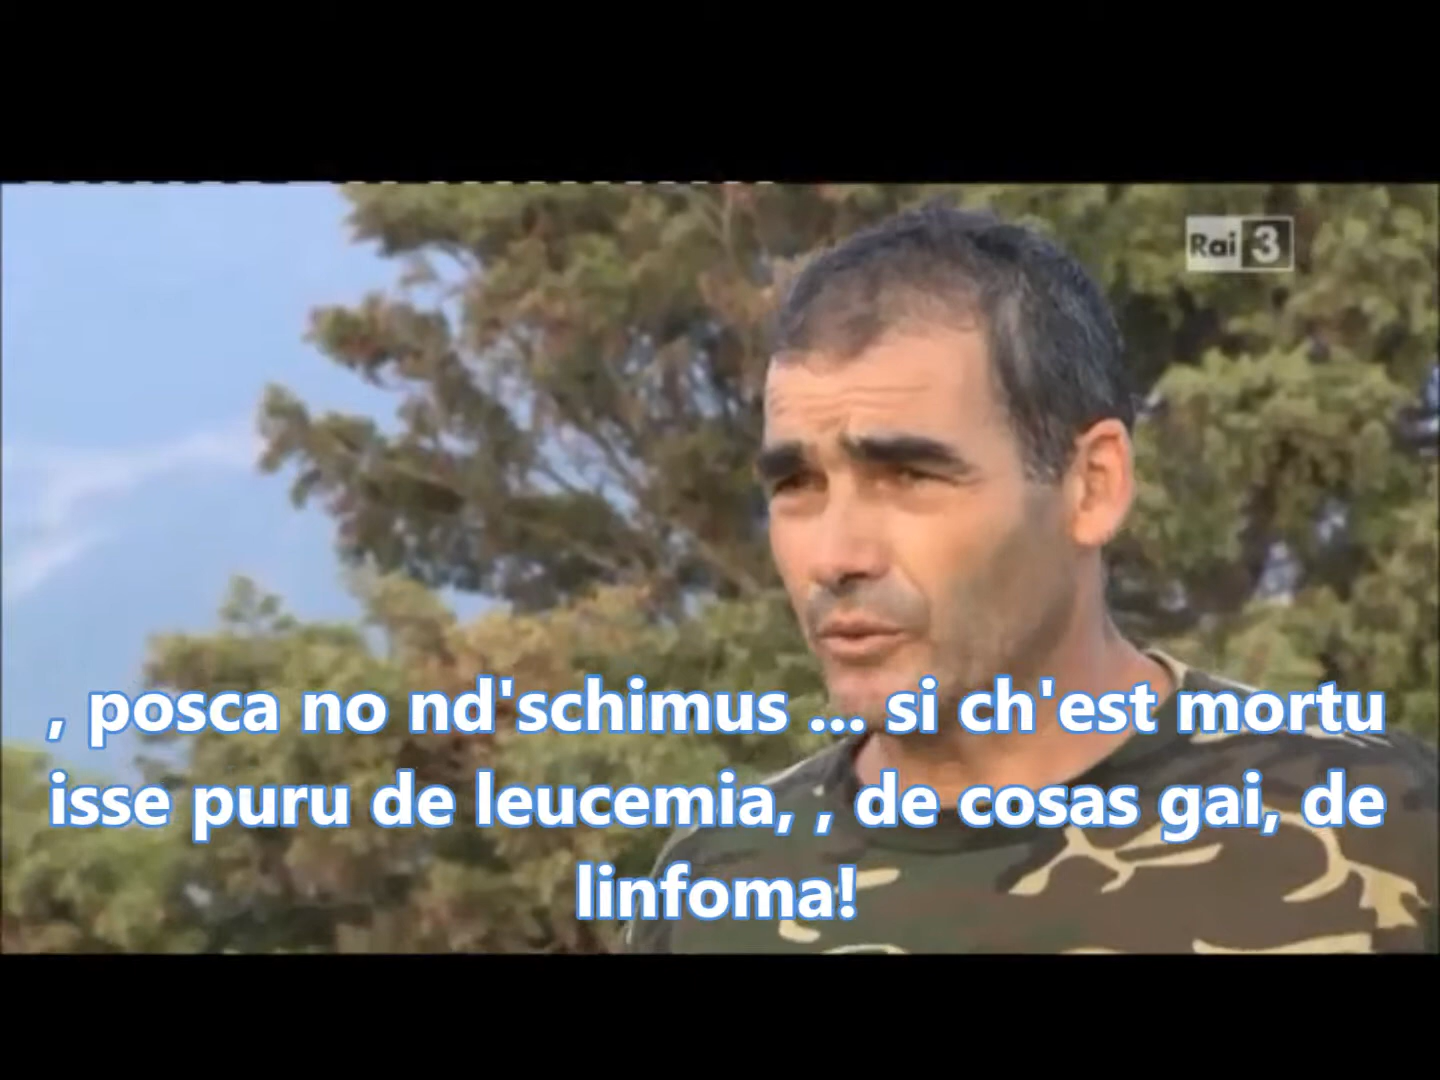 Rai 3
, posca no nd'schimus ... si ch'est mortu
isse puru de leucemia, , de cosas gai, de
linfoma!